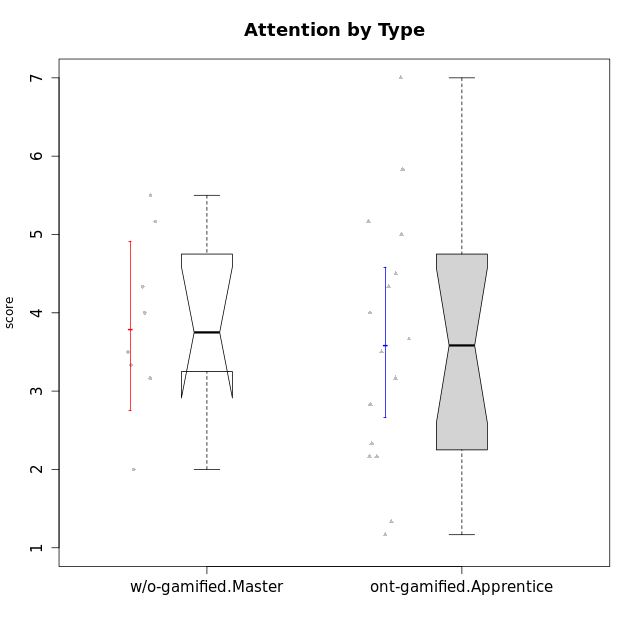 Attention by Type
7
6
5
4
3
2
1
score
w/o-gamified.Master
ont-gamified.Apprentice